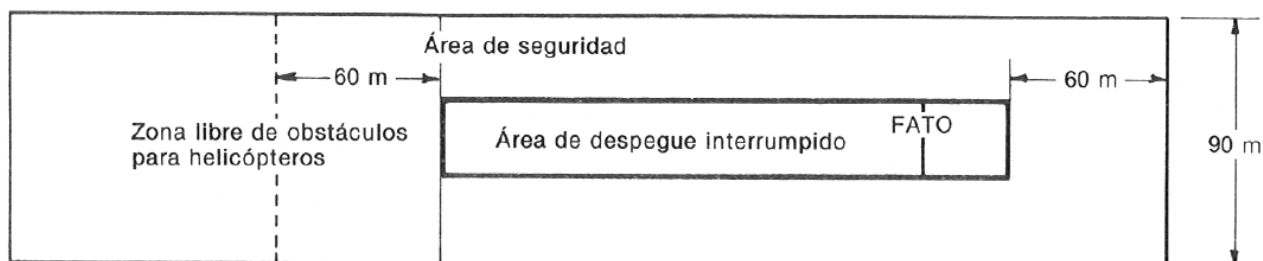 Área de seguridad
60 m
60 m
Zona libre de obstáculos
para helicópteros
Área de despegue interrumpido
FATO
90 m